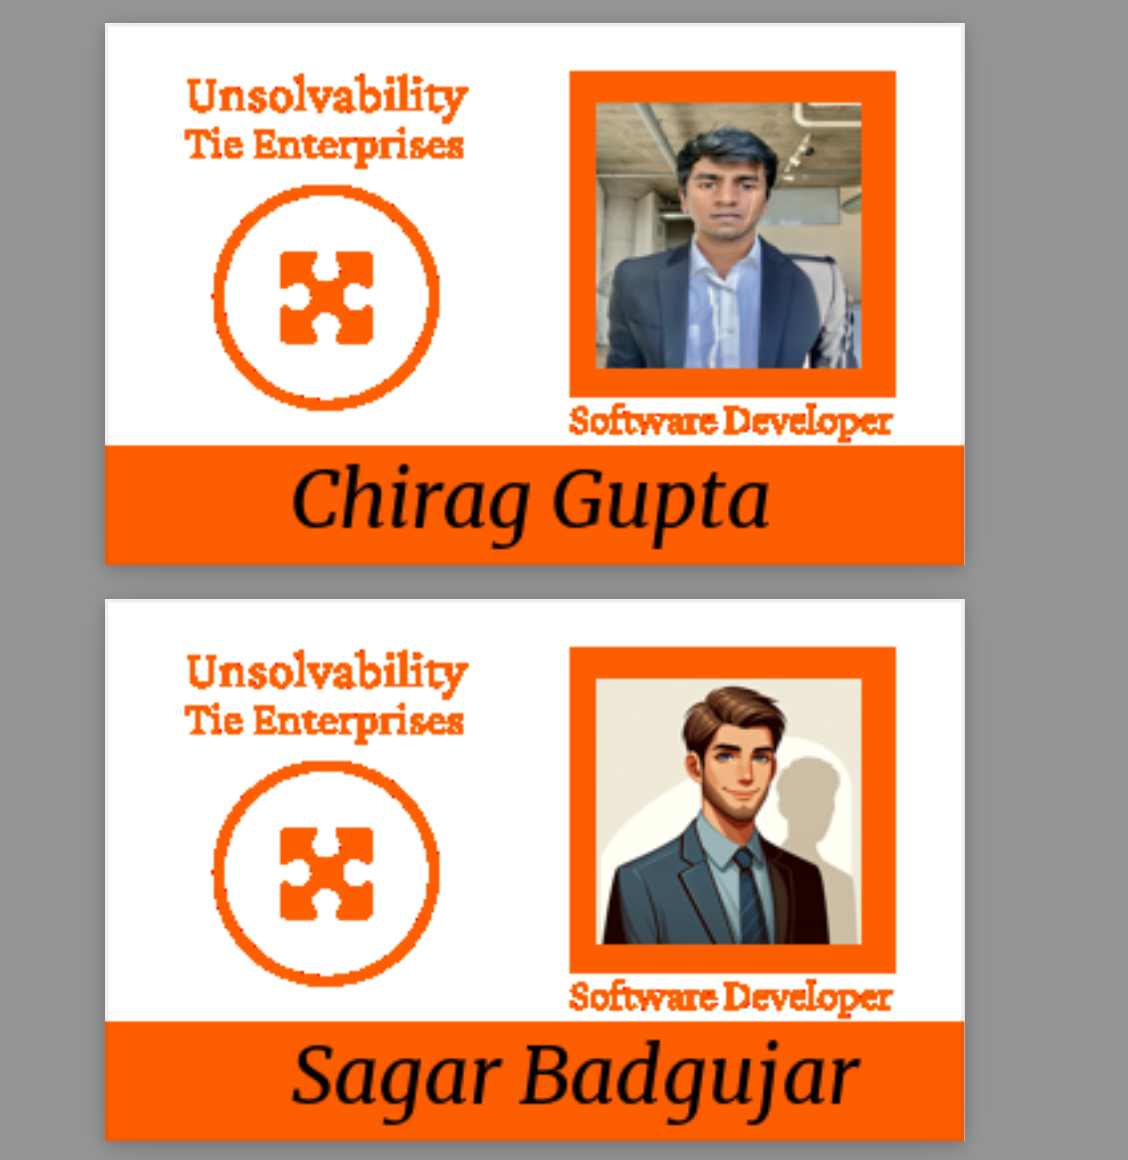 Unsolvability
Tie Enterprises
Software Developer
Chirag Gupta
Unsolvability
Tie Enterprises
Software Developer
Sagar Badgujar